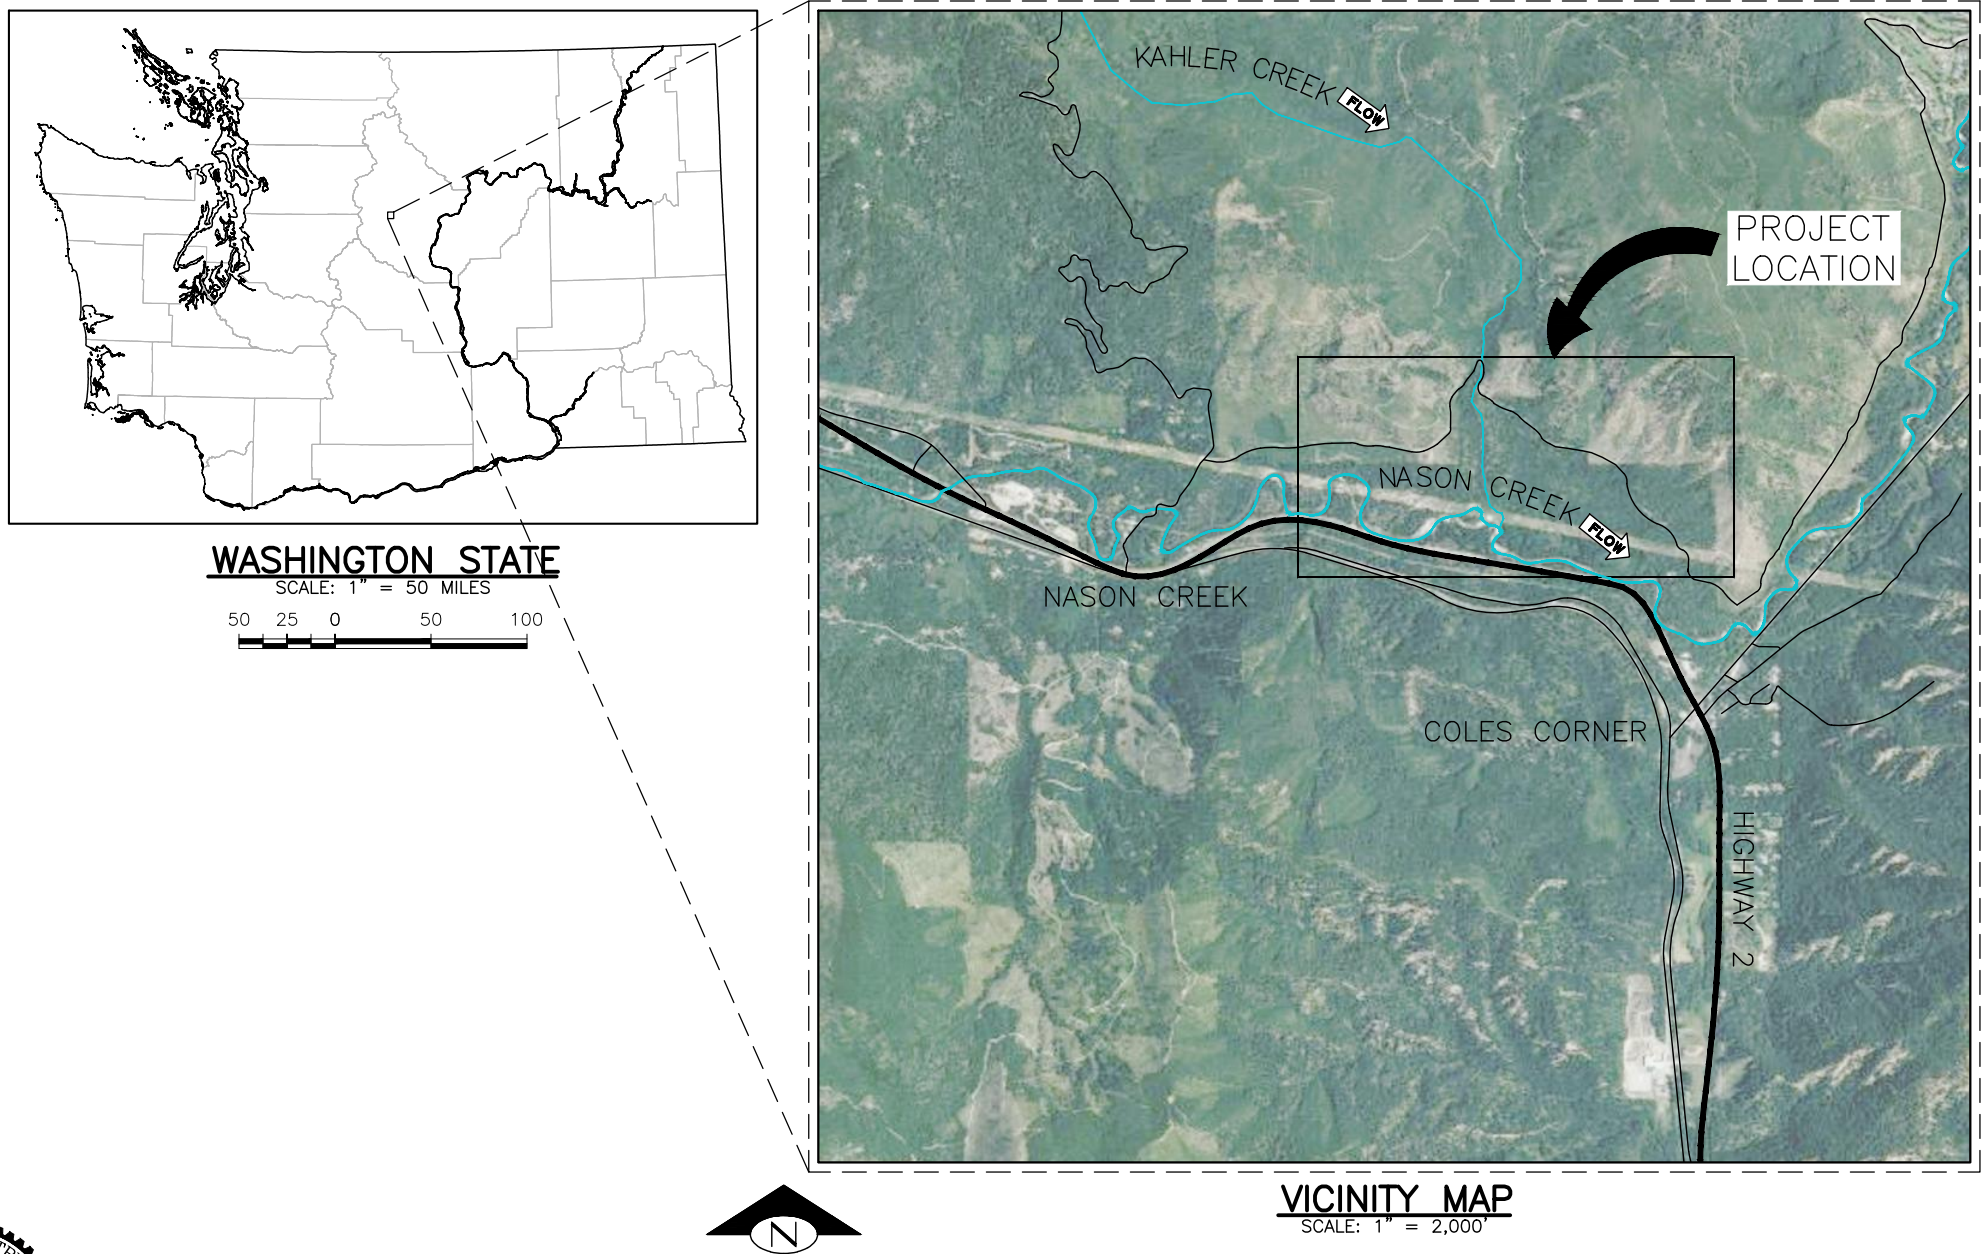 KAHLER CREEK
FLOW
PROJECT
LOCATION
NASON CREEK
FLOW
NASON CREEK
COLES CORNER
HIGHWAY 2
WASHINGTON STATE
SCALE: 1" = 50 MILES
50 25 0 50 100
VICINITY MAP
SCALE: 1" = 2,000'
N